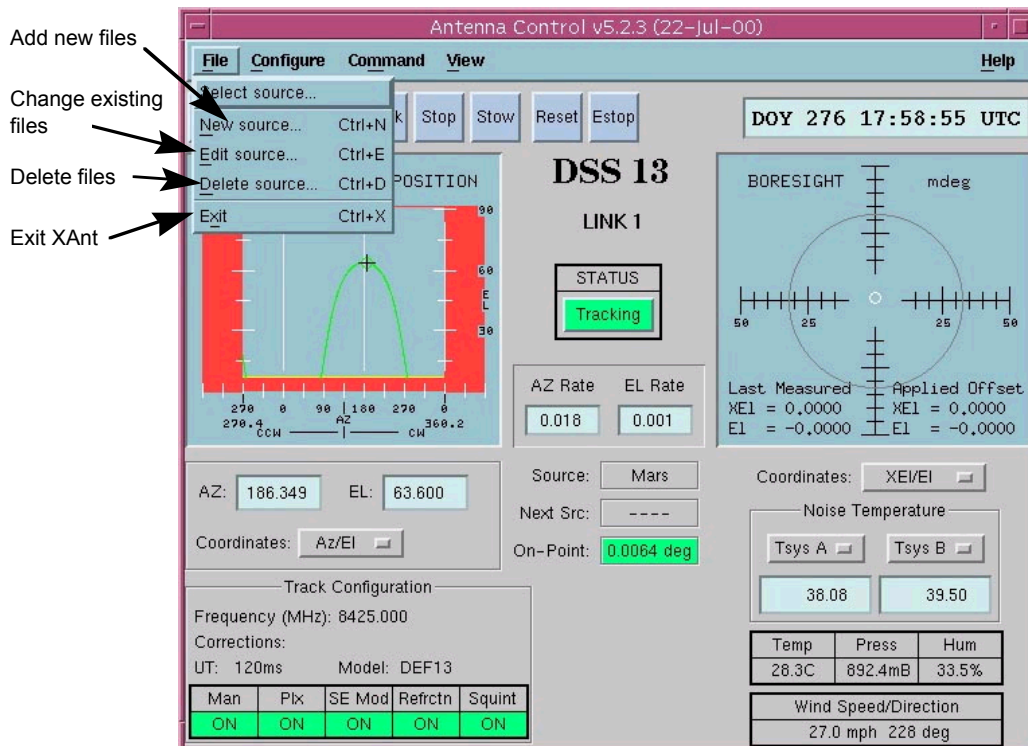 Add new files
Change existing
files
Delete files
Exit XAnt
Antenna Control v5.2.3 (22-Jul-00)
File Configure Command View Help
Select source...
New source... Ctrl+N
Edit source... Ctrl+E
Delete source... Ctrl+D
Exit Ctrl+X
k Stop Stow Reset Estop
DOY 276 17:58:55 UTC
POSITION
90
60
EL
30
270 0 90 180 270 0
270.4 AZ 360.2
CCW CW
DSS 13
LINK 1
STATUS
Tracking
AZ Rate EL Rate
0.018 0.001
BORESIGHT mdeg
50 25 25 50
Last Measured Applied Offset
XEl = 0.0000 XEl = 0.0000
El = -0.0000 El = -0.0000
AZ: 186.349 EL: 63.600
Coordinates: Az/El
Source: Mars
Next Src: ----
On-Point: 0.0064 deg
Coordinates: XEl/El
Noise Temperature
Tsys A Tsys B
38.08 39.50
Track Configuration
Frequency (MHz): 8425.000
Corrections:
UT: 120ms Model: DEF13
Man Plx SE Mod Refrctn Squint
ON ON ON ON ON
Temp Press Hum
28.3C 892.4mB 33.5%
Wind Speed/Direction
27.0 mph 228 deg